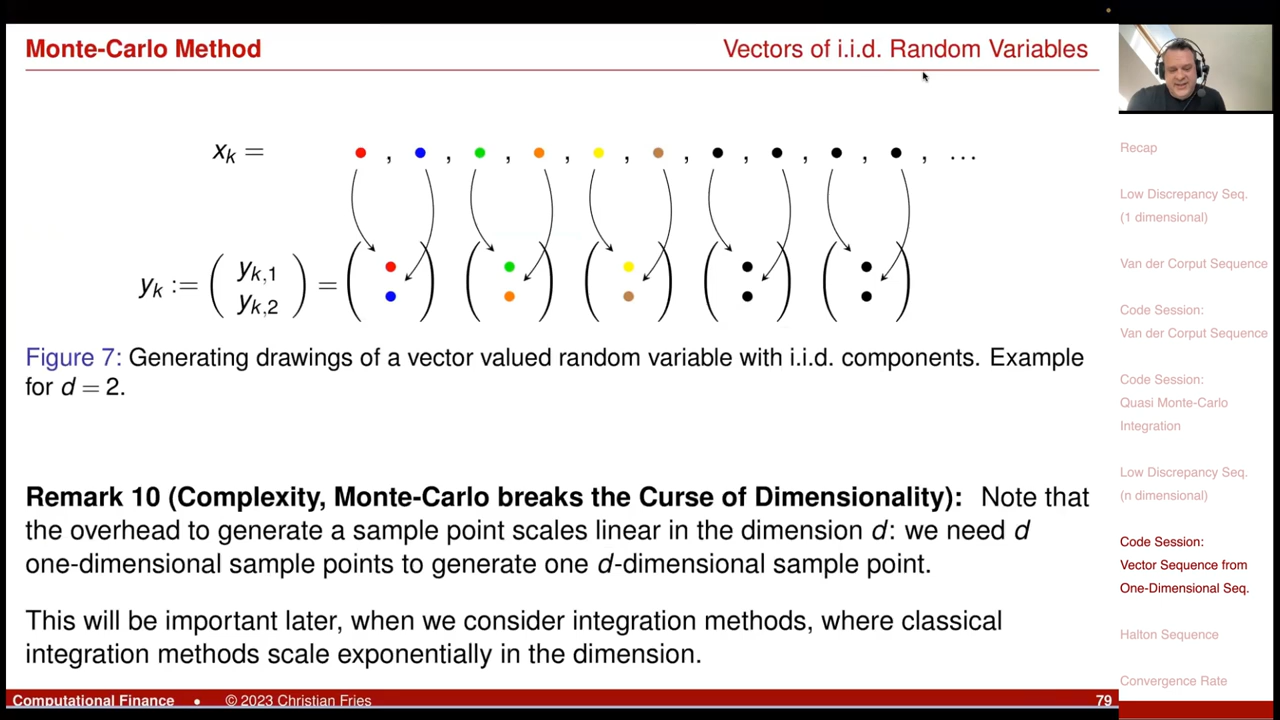 Monte-Carlo Method
Vectors of i.i.d. Random Variables
xₖ = , , , , , , , , , , …
yₖ := ( yₖ,₁ yₖ,₂ ) =
Figure 7: Generating drawings of a vector valued random variable with i.i.d. components. Example
for d = 2.
Remark 10 (Complexity, Monte-Carlo breaks the Curse of Dimensionality): Note that
the overhead to generate a sample point scales linear in the dimension d: we need d
one-dimensional sample points to generate one d-dimensional sample point.
This will be important later, when we consider integration methods, where classical
integration methods scale exponentially in the dimension.
Computational Finance • © 2023 Christian Fries 79
Recap
Low Discrepancy Seq.
(1 dimensional)
Van der Corput Sequence
Code Session:
Van der Corput Sequence
Code Session:
Quasi Monte-Carlo
Integration
Low Discrepancy Seq.
(n dimensional)
Code Session:
Vector Sequence from
One-Dimensional Seq.
Halton Sequence
Convergence Rate